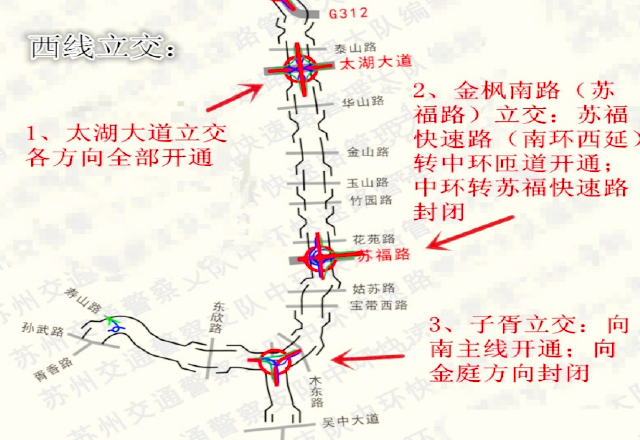 G312
西线立交：
泰山路
太湖大道
2、金枫南路（苏
福路）立交：苏福
快速路（南环西延）
转中环匝道开通；
中环转苏福快速路
封闭
华山路
1、太湖大道立交
各方向全部开通
金山路
玉山路
竹园路
花苑路
苏福路
姑苏路
宝带西路
寿山路
孙武路
胥香路
东欣路
3、子胥立交：向
南主线开通；向
金庭方向封闭
木东路
吴中大道